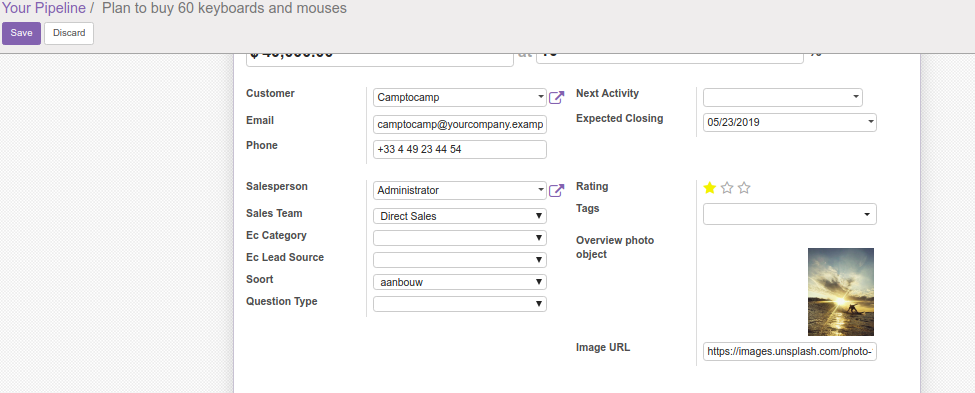 Your Pipeline / Plan to buy 60 keyboards and mouses
Save Discard
at
%
Customer Camptocamp Next Activity
Email camptocamp@yourcompany.examp Expected Closing 05/23/2019
Phone +33 4 49 23 44 54
Salesperson Administrator Rating
Sales Team Direct Sales Tags
Ec Category Overview photo
object
Ec Lead Source
Soort aanbouw
Question Type
Image URL https://images.unsplash.com/photo-